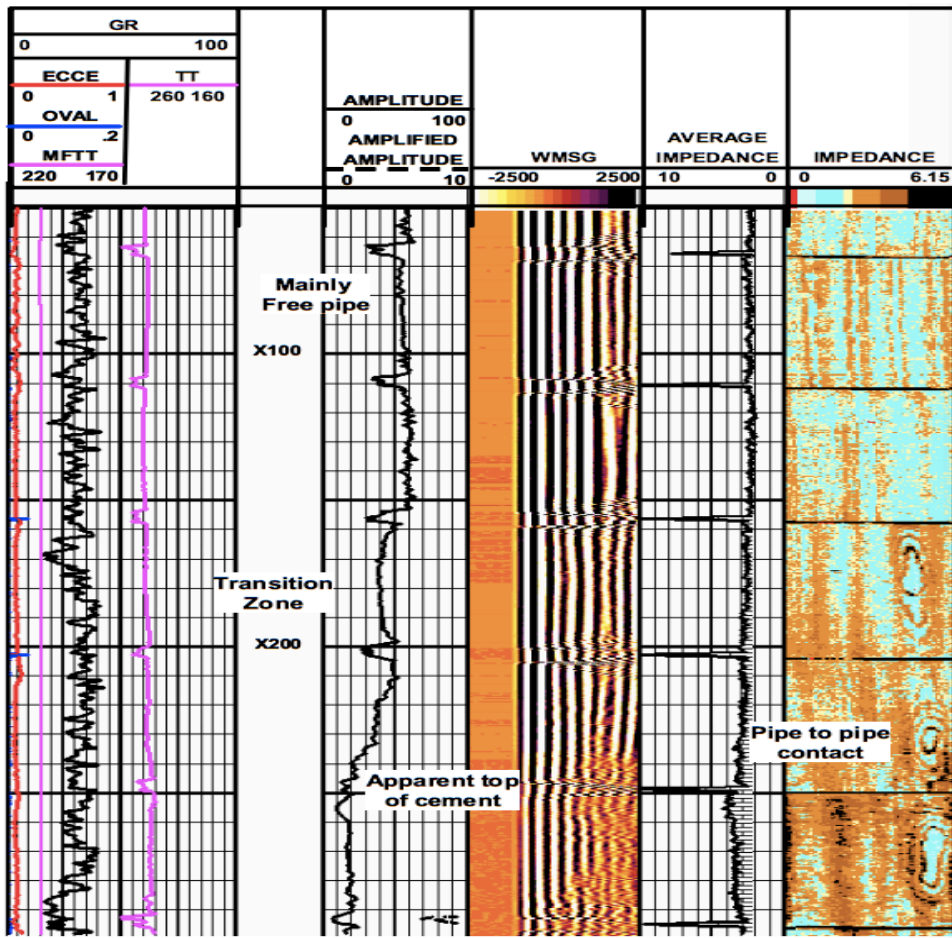 GR
0 100
ECCE
0 1
OVAL
0 .2
MFTT
220 170
TT
260 160
AMPLITUDE
0 100
AMPLIFIED
AMPLITUDE
0 10
WMSG
-2500 2500
AVERAGE
IMPEDANCE
10 0
IMPEDANCE
0 6.15
Mainly
Free pipe
X100
Transition
Zone
X200
Pipe to pipe
contact
Apparent top
of cement